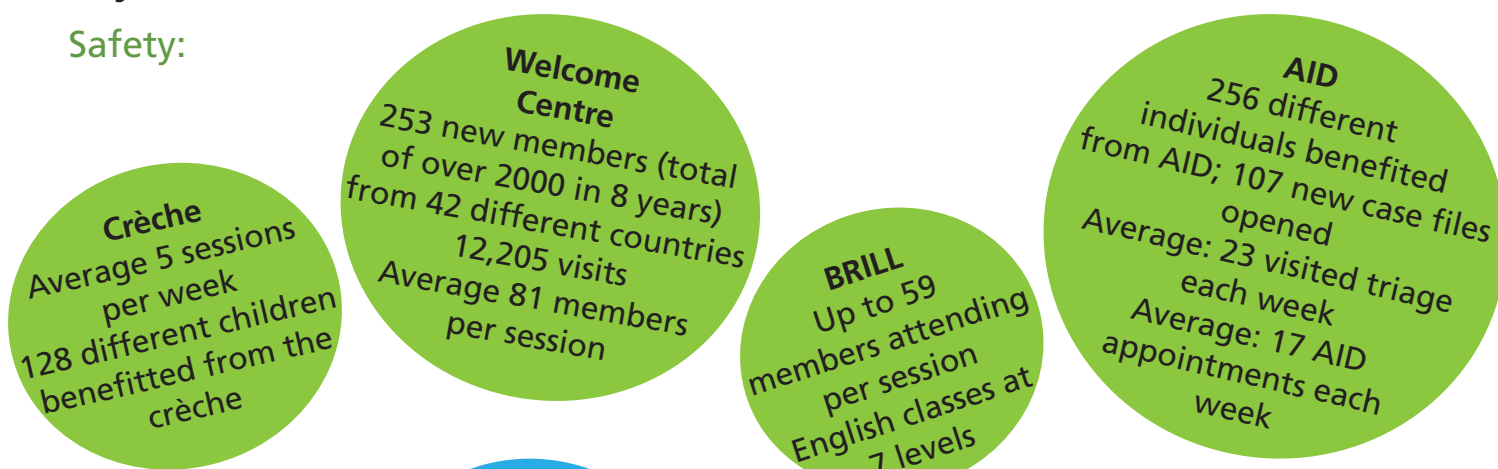 Safety:
Crèche
Average 5 sessions
per week
128 different children
benefitted from the
crèche
Welcome
Centre
253 new members (total
of over 2000 in 8 years)
from 42 different countries
12,205 visits
Average 81 members
per session
BRILL
Up to 59
members attending
per session
English classes at
7 levels
AID
256 different
individuals benefited
from AID; 107 new case files
opened
Average: 23 visited triage
each week
Average: 17 AID
appointments each
week